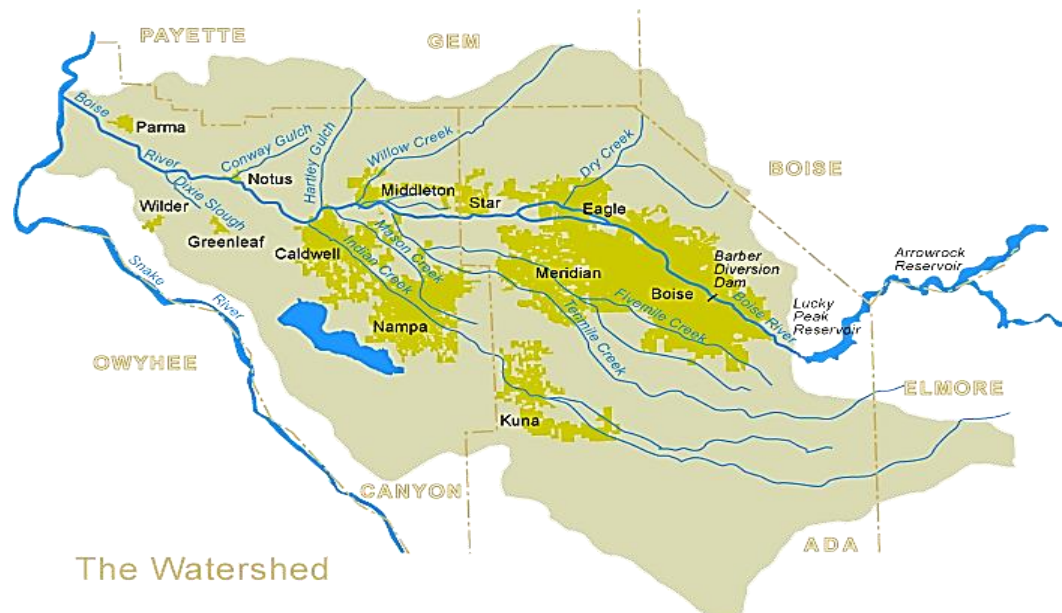 PAYETTE
GEM
Boise
River
Parma
Conway Gulch
Hartley Gulch
Willow Creek
Dry Creek
BOISE
Notus
Dixie Slough
Middleton
Star
Eagle
Wilder
Greenleaf
Caldwell
Indian Creek
Mason Creek
Meridian
Boise
Barber
Diversion
Dam
Boise River
Arrowrock
Reservoir
Lucky
Peak
Reservoir
Snake
River
Nampa
Tenmile Creek
Fivemile Creek
OWYHEE
ELMORE
Kuna
CANYON
ADA
The Watershed